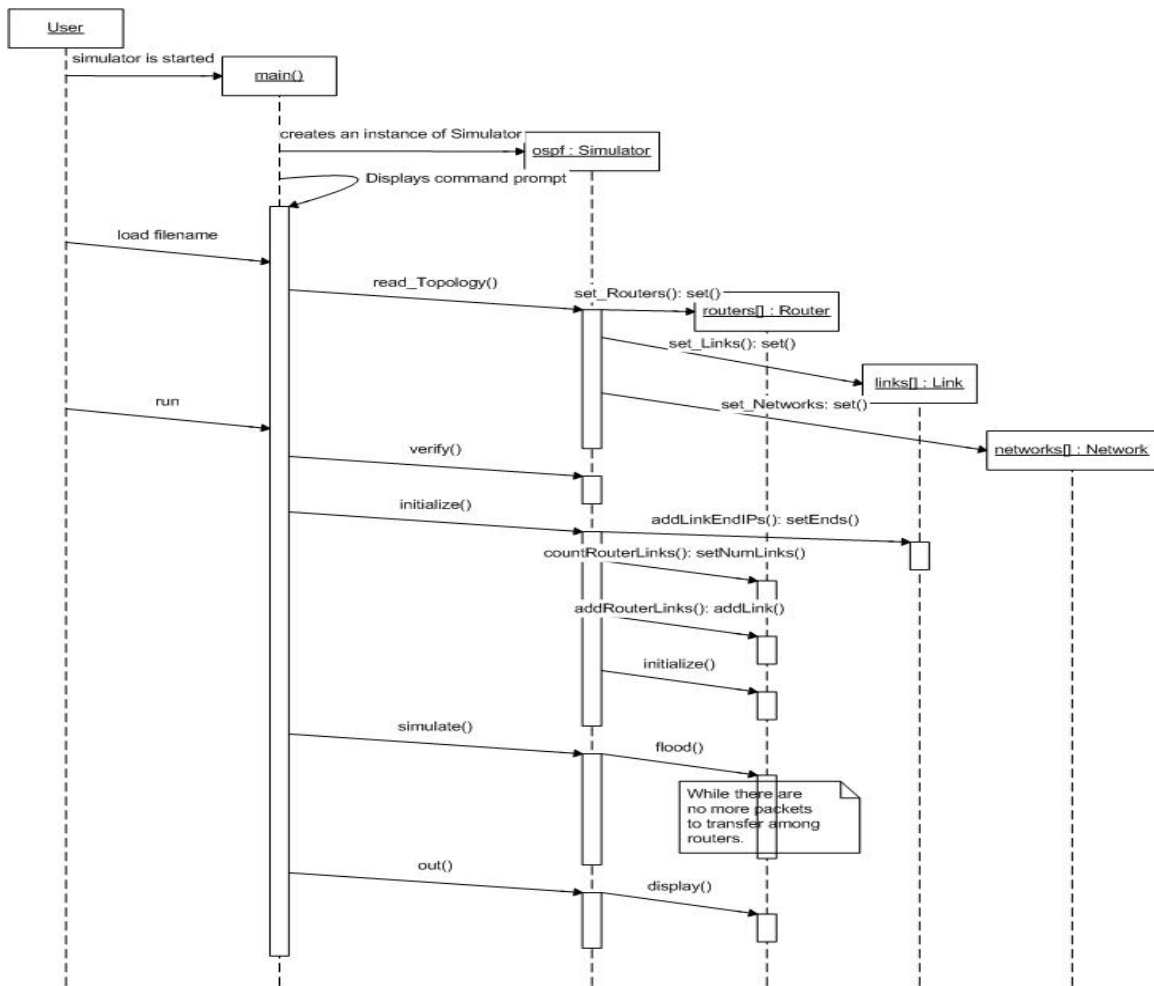 User
simulator is started
main()
creates an instance of Simulator
ospf : Simulator
Displays command prompt
load filename
read_Topology()
set_Routers(): set()
routers[] : Router
set_Links(): set()
links[] : Link
run
set_Networks: set()
networks[] : Network
verify()
initialize()
addLinkEndIPs(): setEnds()
countRouterLinks(): setNumLinks()
addRouterLinks(): addLink()
initialize()
simulate()
flood()
While there are
no more packets
to transfer among
routers.
out()
display()